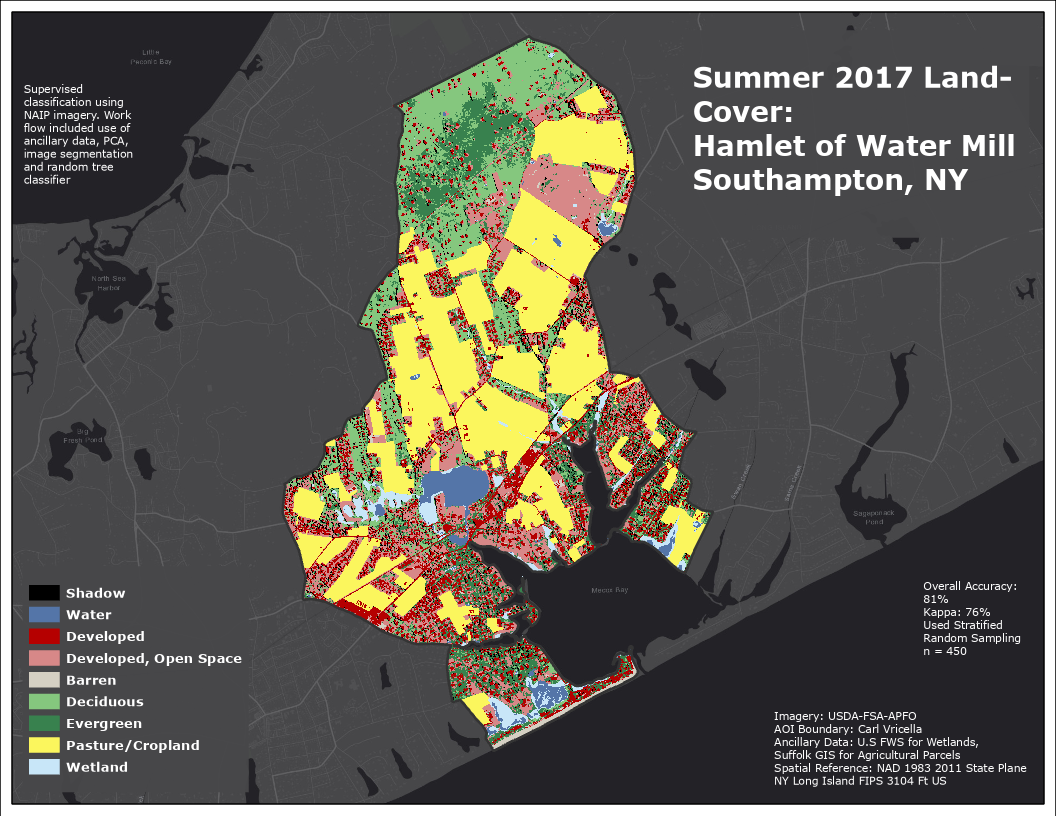 Little
Peconic Bay
Supervised
classification using
NAIP imagery. Work
flow included use of
ancillary data, PCA,
image segmentation
and random tree
classifier
Summer 2017 Land-
Cover:
Hamlet of Water Mill
Southampton, NY
North Sea
Harbor
Big
Fresh Pond
Sagaponack
Pond
Mecox Bay
Shadow
Water
Developed
Developed, Open Space
Barren
Deciduous
Evergreen
Pasture/Cropland
Wetland
Overall Accuracy:
81%
Kappa: 76%
Used Stratified
Random Sampling
n = 450
Imagery: USDA-FSA-APFO
AOI Boundary: Carl Vricella
Ancillary Data: U.S FWS for Wetlands,
Suffolk GIS for Agricultural Parcels
Spatial Reference: NAD 1983 2011 State Plane
NY Long Island FIPS 3104 Ft US